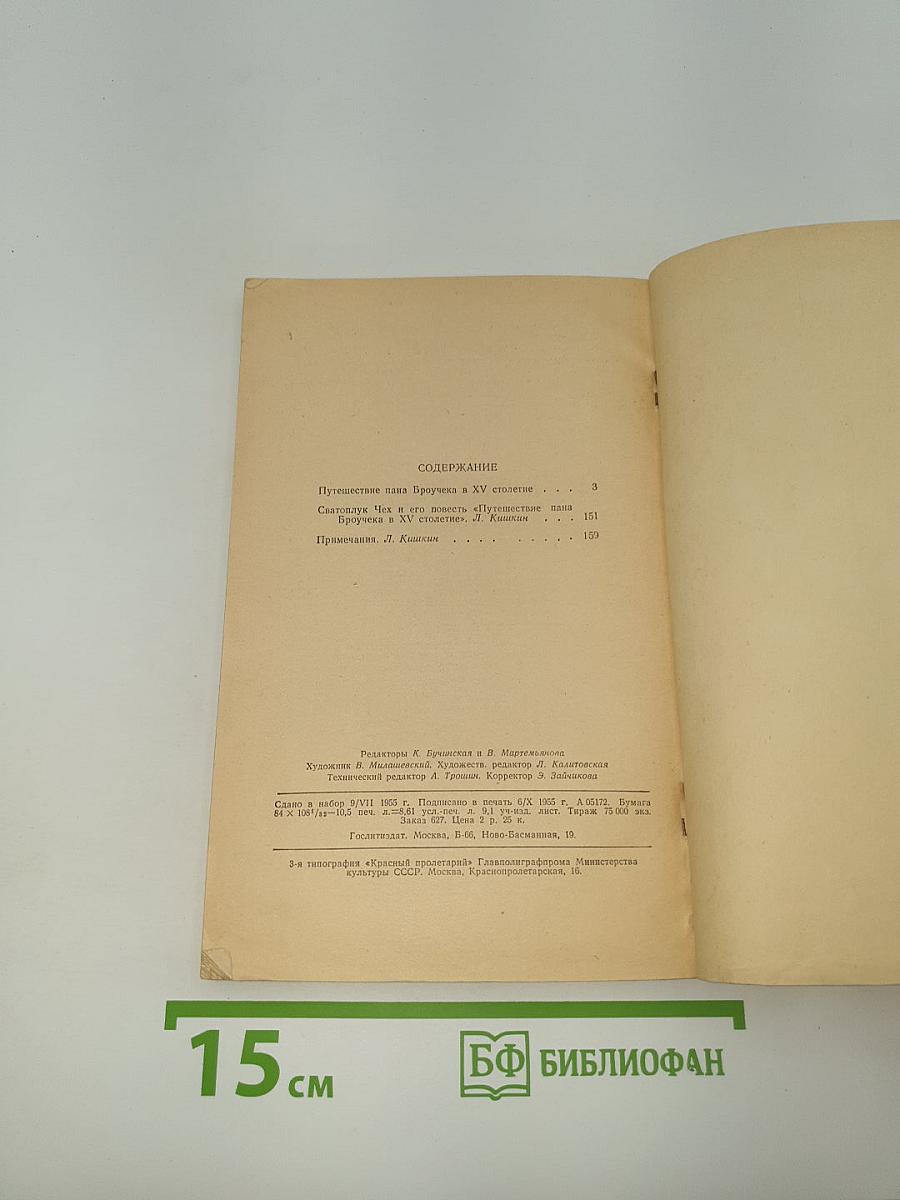 СОДЕРЖАНИЕ
Путешествие пана Броучека в XV столетие . . . 3
Сватоплук Чех и его повесть «Путешествие пана
Броучека в XV столетие». Л. Кишкин . . . 151
Примечания. Л. Кишкин . . . . . . . . . 159
Редакторы К. Бучинская и В. Мартемьянова
Художник В. Милашевский. Художеств. редактор Л. Калитовская
Технический редактор А. Трошин. Корректор Э. Зайчикова
Сдано в набор 9/VII 1955 г. Подписано в печать 6/X 1955 г. А 05172. Бумага
84 × 108¹/₃₂—10,5 печ. л.=8,61 усл.-печ. л. 9,1 уч-изд. лист. Тираж 75 000 экз.
Заказ 627. Цена 2 р. 25 к.
Гослитиздат. Москва, Б-66, Ново-Басманная, 19.
3-я типография «Красный пролетарий» Главполиграфпрома Министерства
культуры СССР. Москва, Краснопролетарская, 16.
15 см
БФ БИБЛИОФАН